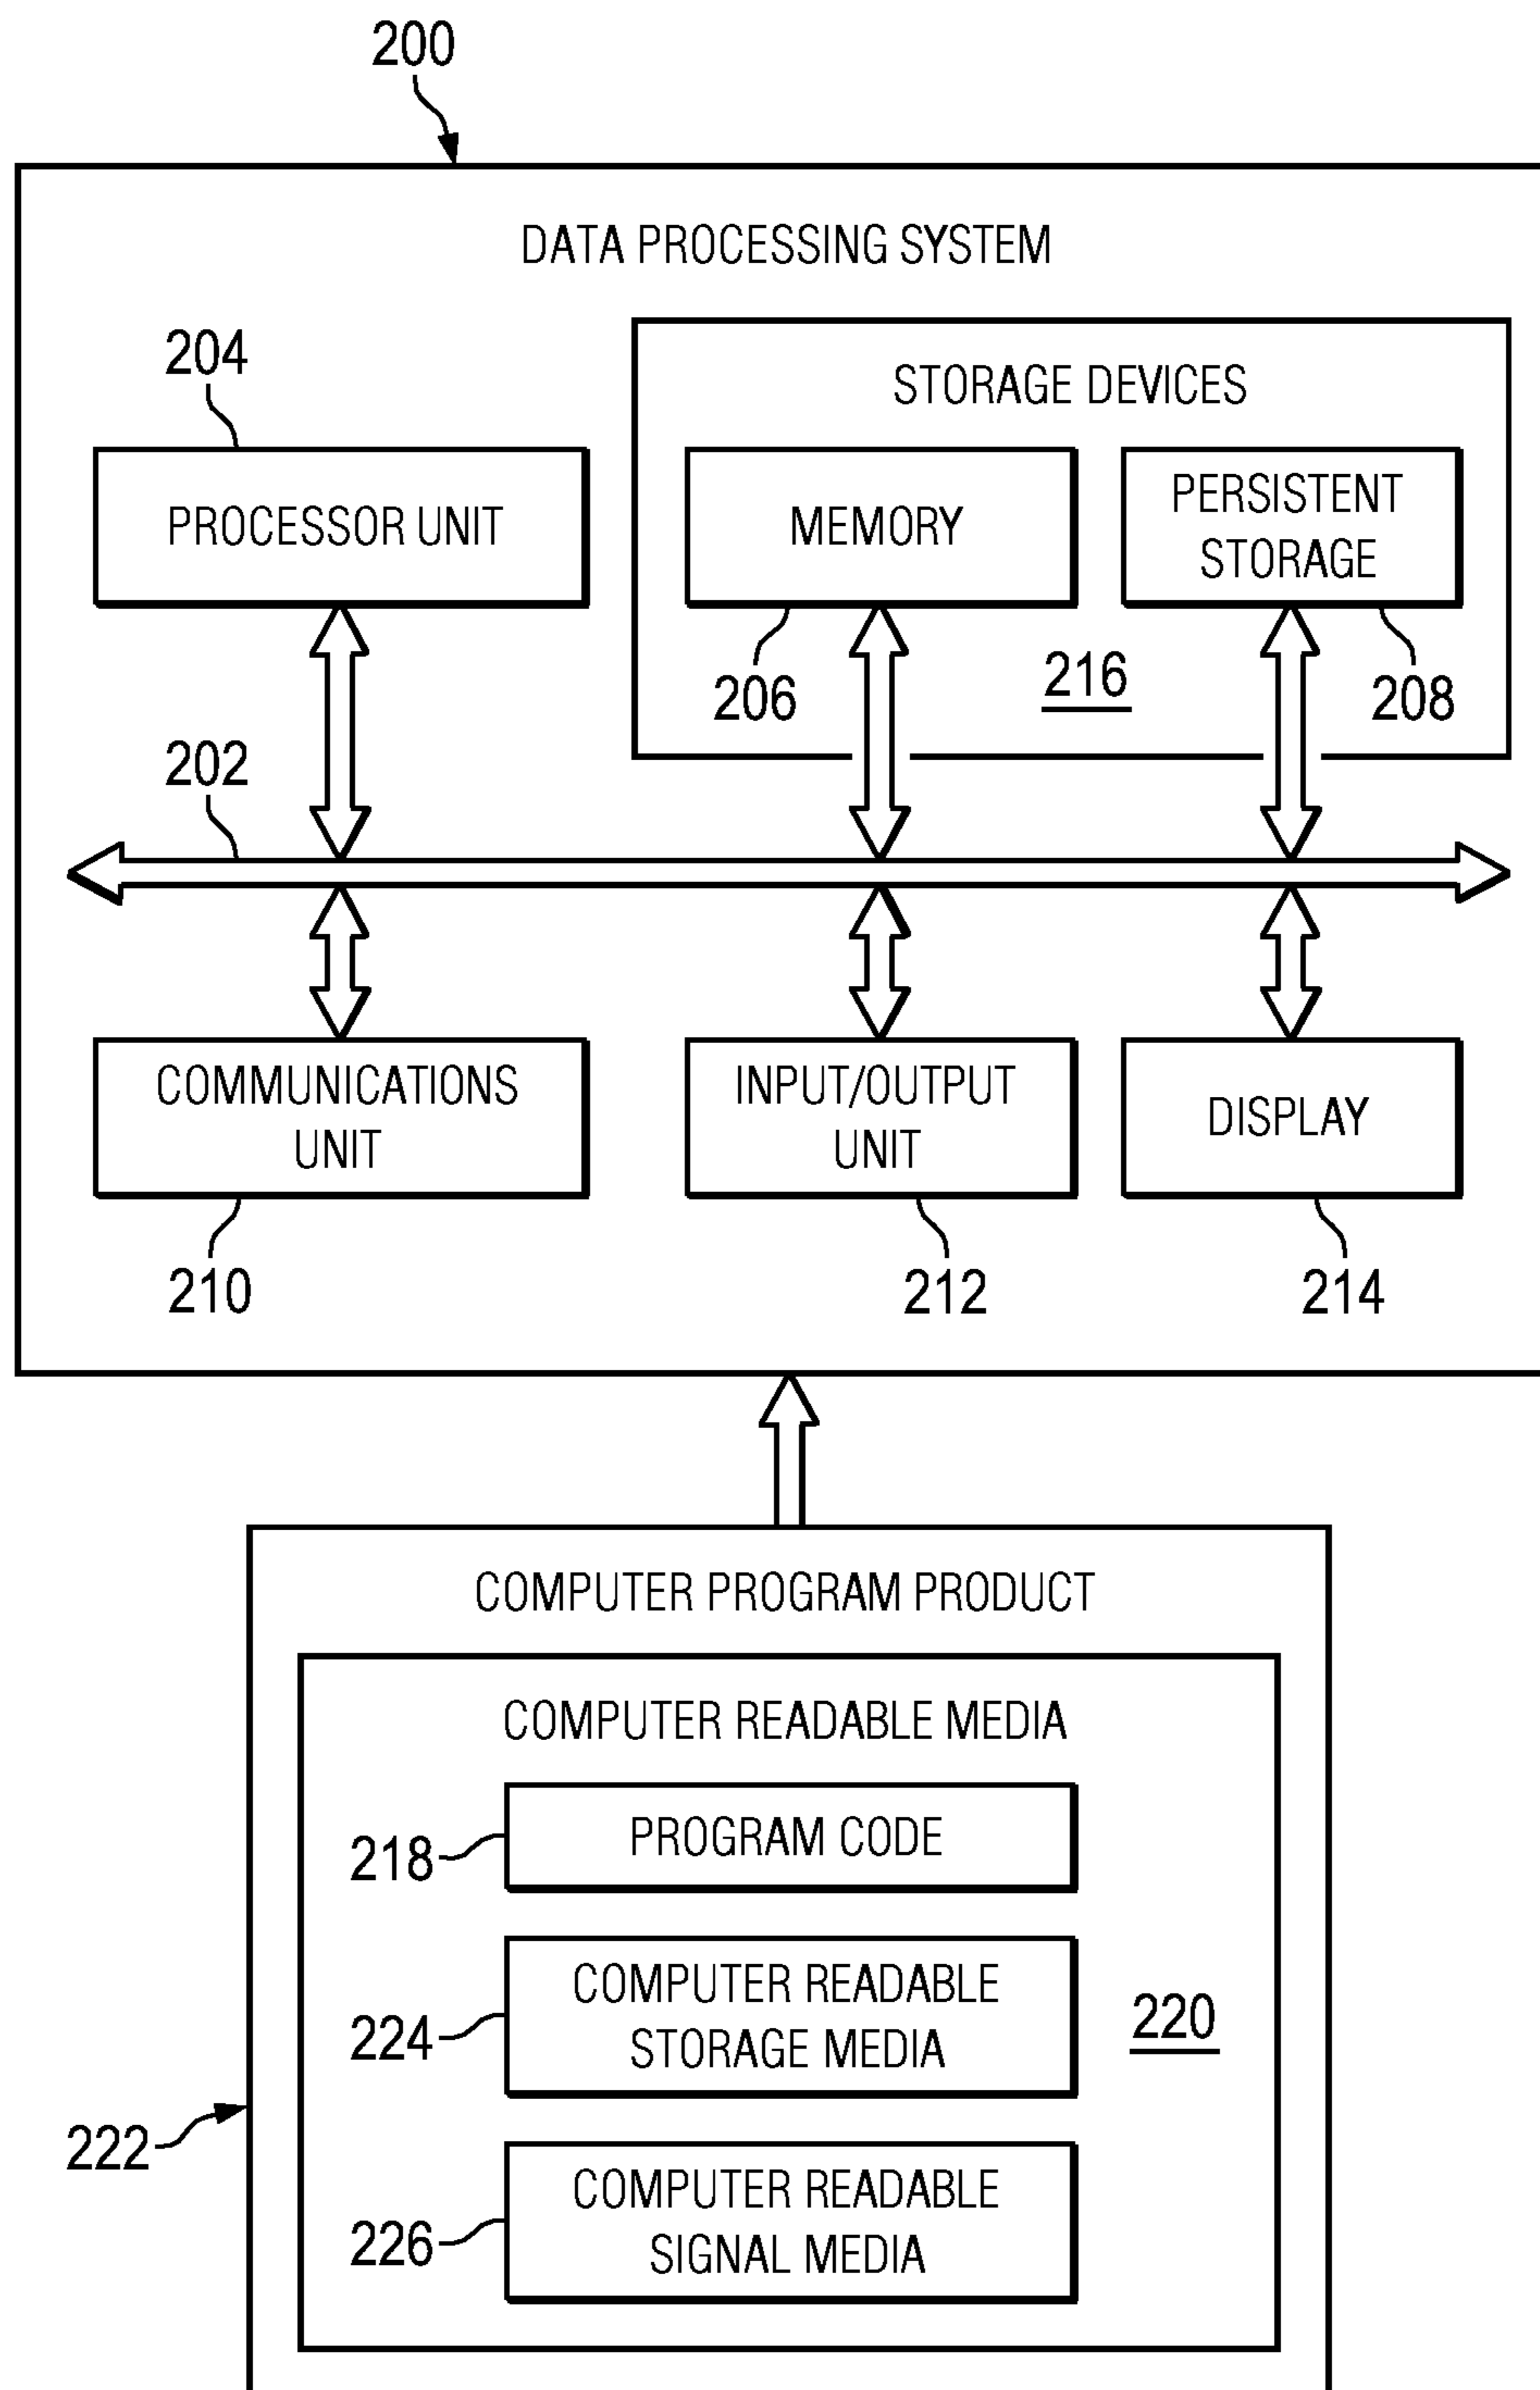 200
DATA PROCESSING SYSTEM
204
STORAGE DEVICES
PROCESSOR UNIT
MEMORY
PERSISTENT
STORAGE
206
216
208
202
COMMUNICATIONS
UNIT
INPUT/OUTPUT
UNIT
DISPLAY
210
212
214
COMPUTER PROGRAM PRODUCT
COMPUTER READABLE MEDIA
218
PROGRAM CODE
224
COMPUTER READABLE
STORAGE MEDIA
220
222
226
COMPUTER READABLE
SIGNAL MEDIA